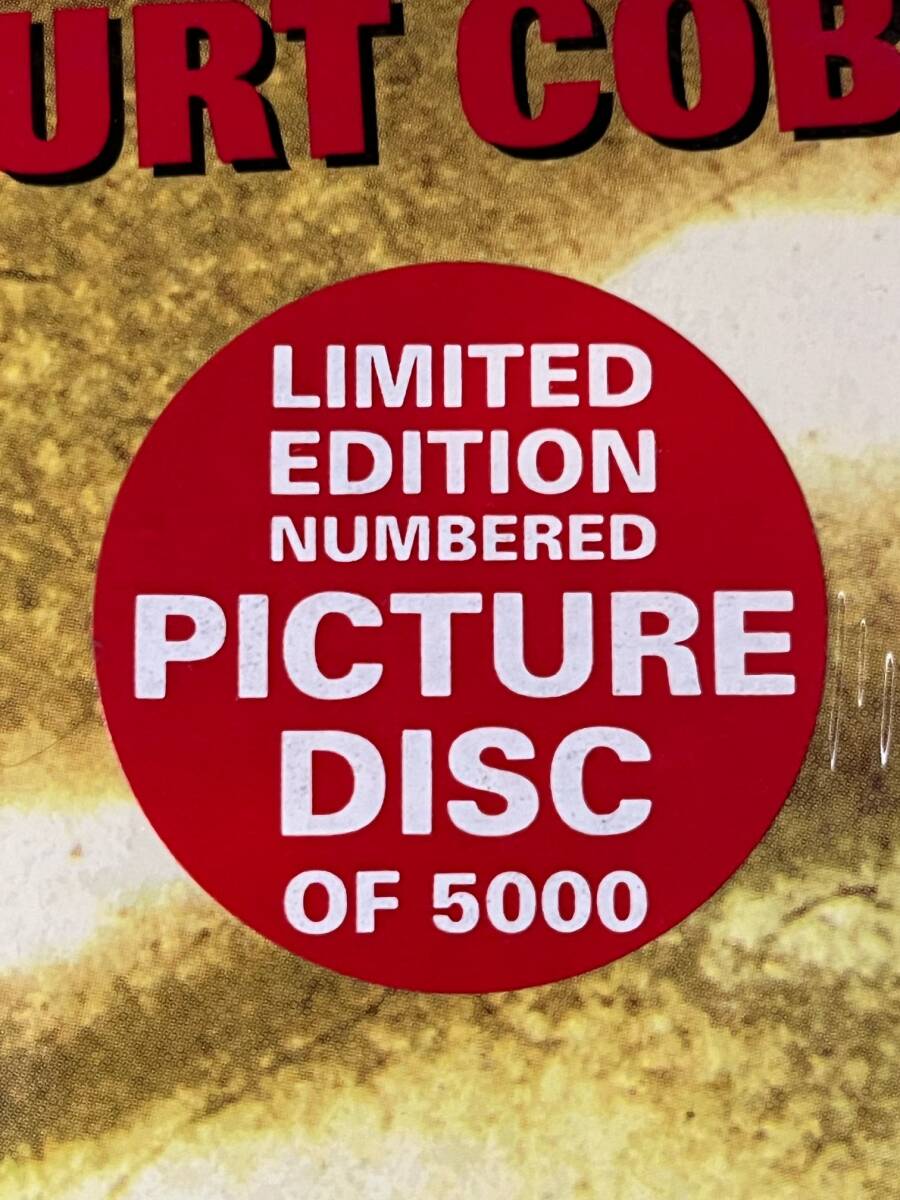 URT COB
LIMITED
EDITION
NUMBERED
PICTURE
DISC
OF 5000